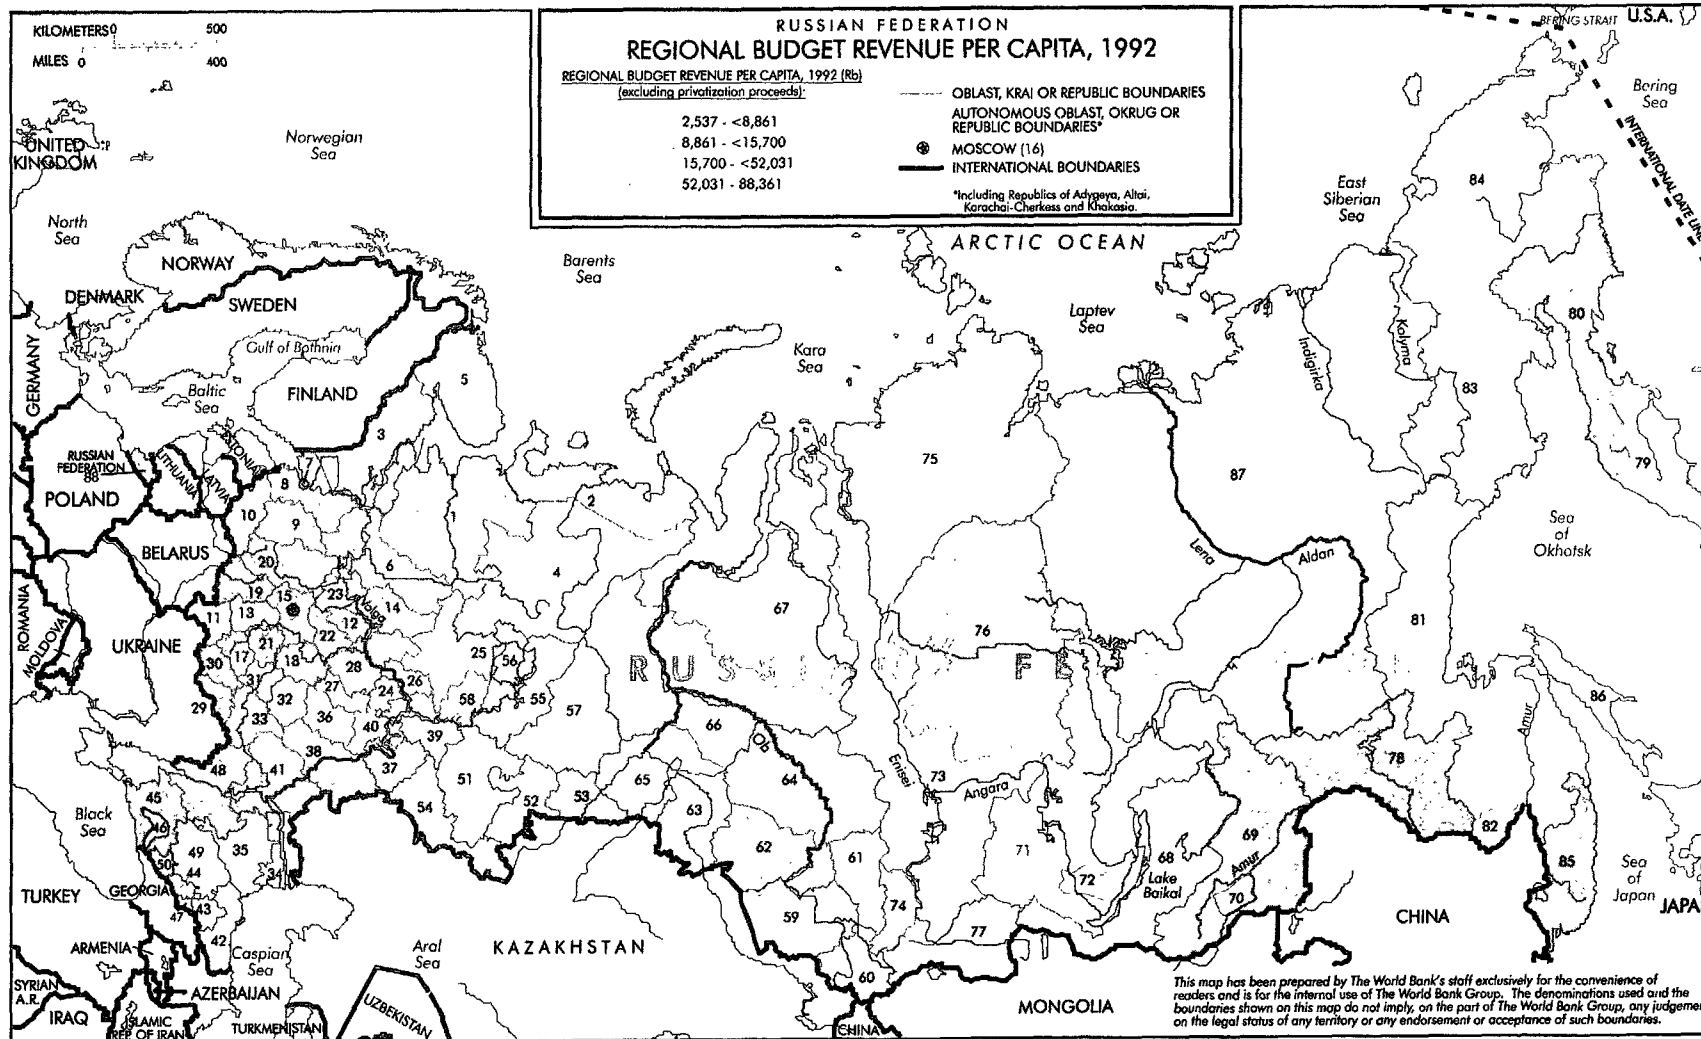 KILOMETERS 0 500
MILES 0 400
RUSSIAN FEDERATION
REGIONAL BUDGET REVENUE PER CAPITA, 1992
REGIONAL BUDGET REVENUE PER CAPITA, 1992 (Rb)
(excluding privatization proceeds)
2,537 - <8,861
8,861 - <15,700
15,700 - <52,031
52,031 - 88,361
OBLAST, KRAI OR REPUBLIC BOUNDARIES
AUTONOMOUS OBLAST, OKRUG OR
REPUBLIC BOUNDARIES*
MOSCOW (16)
INTERNATIONAL BOUNDARIES
*Including Republics of Adygeya, Altai,
Karachai-Cherkess and Khakasia.
BERING STRAIT
U.S.A.
Bering
Sea
INTERNATIONAL DATE LINE
UNITED
KINGDOM
Norwegian
Sea
North
Sea
Barents
Sea
ARCTIC OCEAN
East
Siberian
Sea
84
NORWAY
DENMARK
SWEDEN
Gulf of Bothnia
GERMANY
Baltic
Sea
FINLAND
Kara
Sea
Laptev
Sea
Indigirka
Kolyma
80
5
3
83
75
87
79
RUSSIAN
FEDERATION
88
POLAND
LITHUANIA
LATVIA
ESTONIA
7
8
10
9
1
2
Sea
of
Okhotsk
BELARUS
20
6
4
Lena
Aldan
19
15
23
Volga
14
67
11
13
12
76
81
ROMANIA
MOLDOVA
UKRAINE
21
22
30
17
18
28
25
56
RUSSI FE
31
27
24
26
58
55
57
86
29
33
32
36
40
39
66
Ob
Amur
48
41
38
37
51
65
64
Enisei
73
Angara
78
54
52
53
63
Black
Sea
45
46
49
35
50
44
34
62
61
71
72
68
Lake
Baikal
69
Amur
70
82
85
Sea
of
Japan
TURKEY
GEORGIA
47
43
42
59
74
77
60
CHINA
JAPA
ARMENIA
AZERBAIJAN
Caspian
Sea
Aral
Sea
KAZAKHSTAN
SYRIAN
A.R.
IRAQ
ISLAMIC
REP. OF IRAN
TURKMENISTAN
UZBEKISTAN
CHINA
MONGOLIA
This map has been prepared by The World Bank's staff exclusively for the convenience of
readers and is for the internal use of The World Bank Group. The denominations used and the
boundaries shown on this map do not imply, on the part of The World Bank Group, any judgeme
on the legal status of any territory or any endorsement or acceptance of such boundaries.